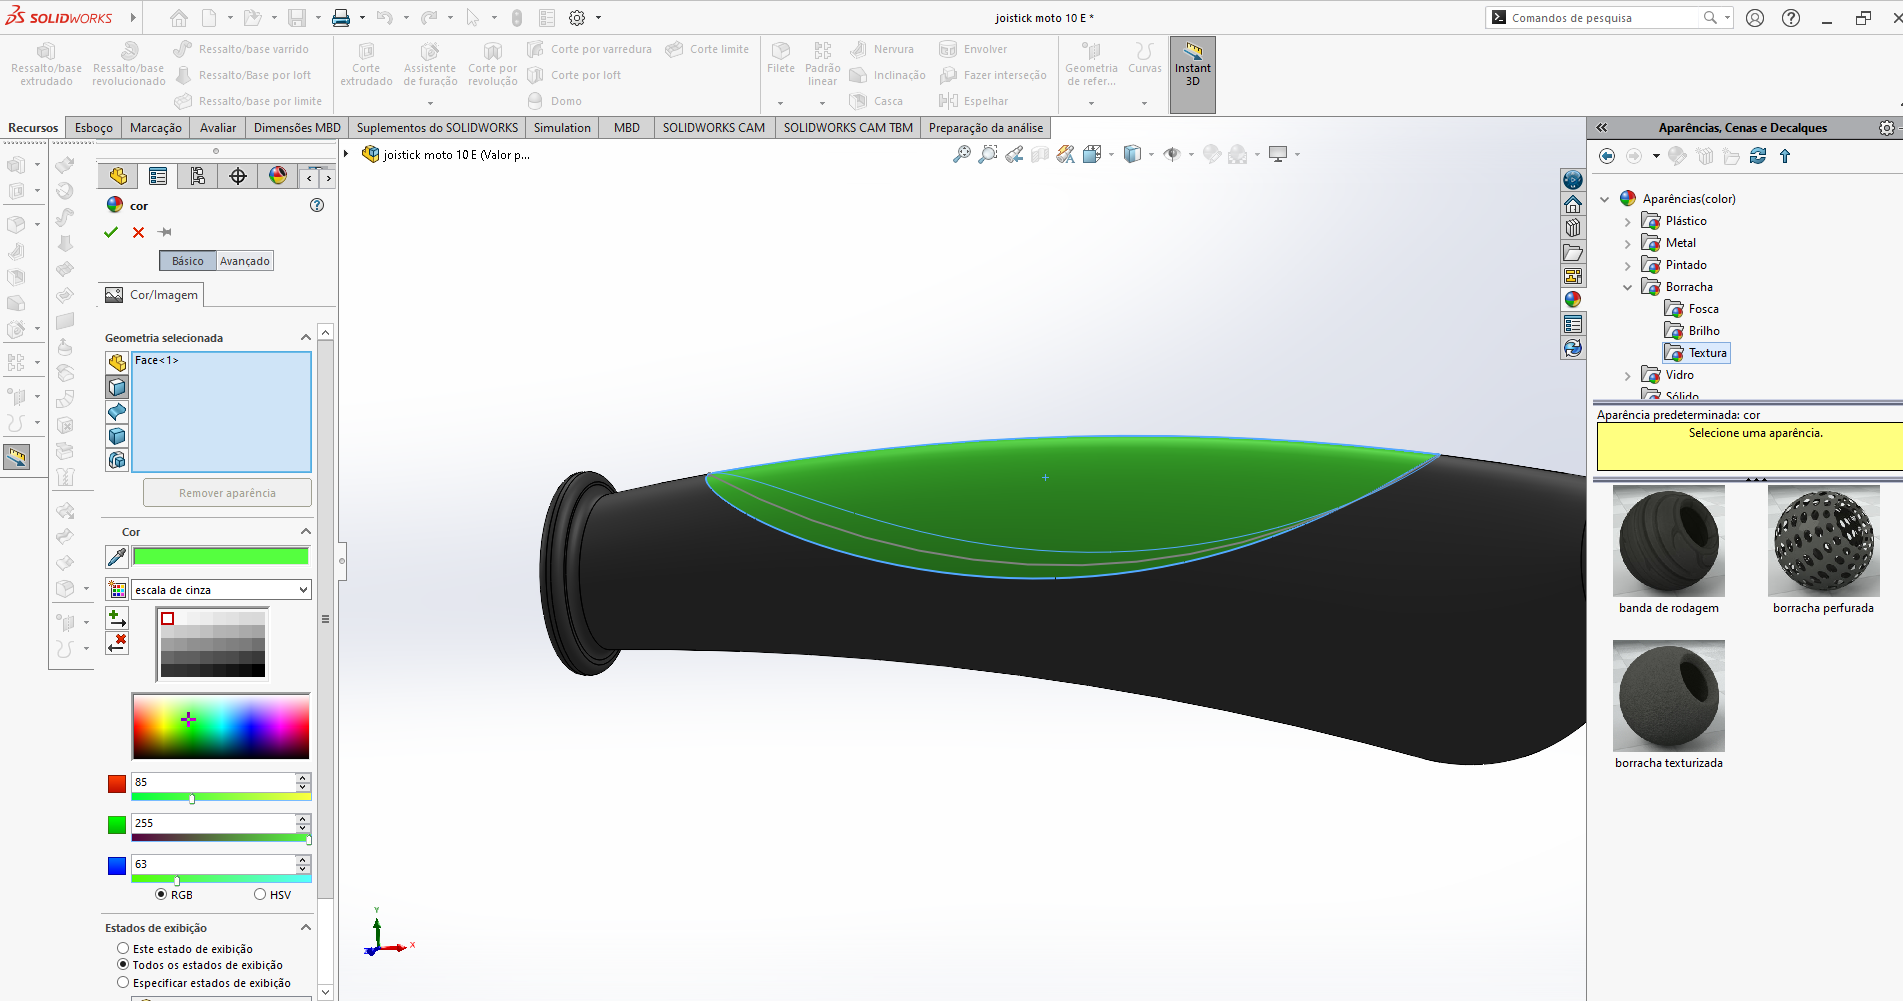 SOLIDWORKS
joistick moto 10 E *
Comandos de pesquisa
Ressalto/base extrudado
Ressalto/base revolucionado
Ressalto/base varrido
Ressalto/Base por loft
Ressalto/base por limite
Corte extrudado
Assistente de furação
Corte por revolução
Corte por varredura
Corte por loft
Domo
Corte limite
Filete
Padrão linear
Nervura
Inclinação
Casca
Envolver
Fazer interseção
Espelhar
Geometria de refer...
Curvas
Instant 3D
Recursos
Esboço
Marcação
Avaliar
Dimensões MBD
Suplementos do SOLIDWORKS
Simulation
MBD
SOLIDWORKS CAM
SOLIDWORKS CAM TBM
Preparação da análise
joistick moto 10 E (Valor p...
cor
Básico
Avançado
Cor/Imagem
Geometria selecionada
Face<1>
Remover aparência
Cor
escala de cinza
85
255
63
RGB
HSV
Estados de exibição
Este estado de exibição
Todos os estados de exibição
Especificar estados de exibição
Y
X
Z
Aparências, Cenas e Decalques
Aparências(color)
Plástico
Metal
Pintado
Borracha
Fosca
Brilho
Textura
Vidro
Sólido
Aparência predeterminada: cor
Selecione uma aparência.
banda de rodagem
borracha perfurada
borracha texturizada